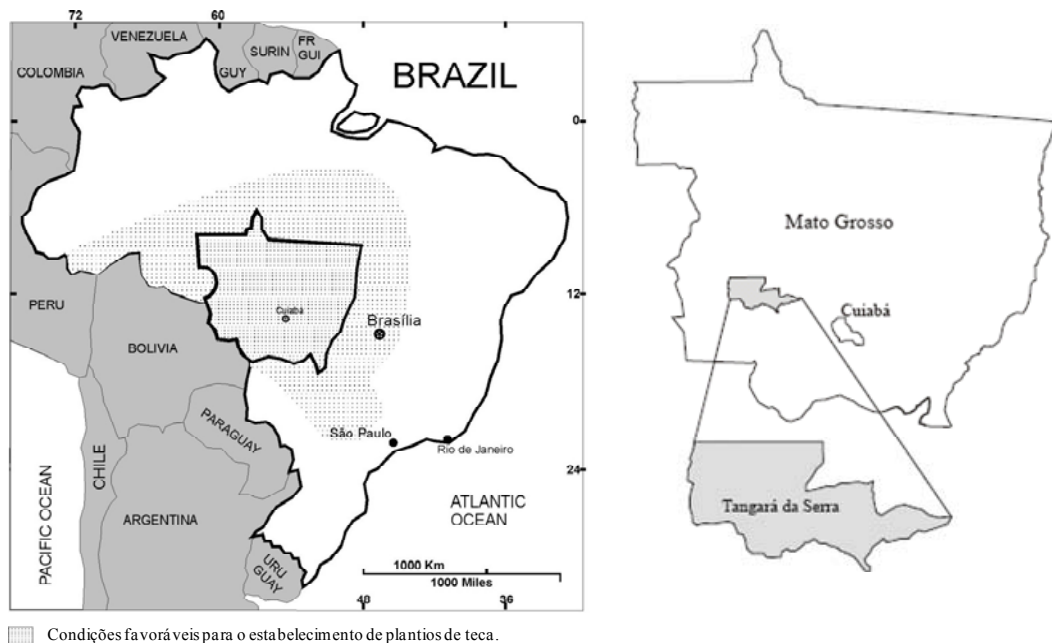 72
60
VENEZUELA
COLOMBIA
GUY
SURIN
FR
GUI
BRAZIL
0
PERU
12
Cuiabá
Brasília
BOLIVIA
PARAGUAY
São Paulo
Rio de Janeiro
24
CHILE
PACIFIC OCEAN
ARGENTINA
ATLANTIC
OCEAN
URU
GUAY
1000 Km
1000 Miles
48
36
Condições favoráveis para o estabelecimento de plantios de teca.
Mato Grosso
Cuiabá
Tangará da Serra